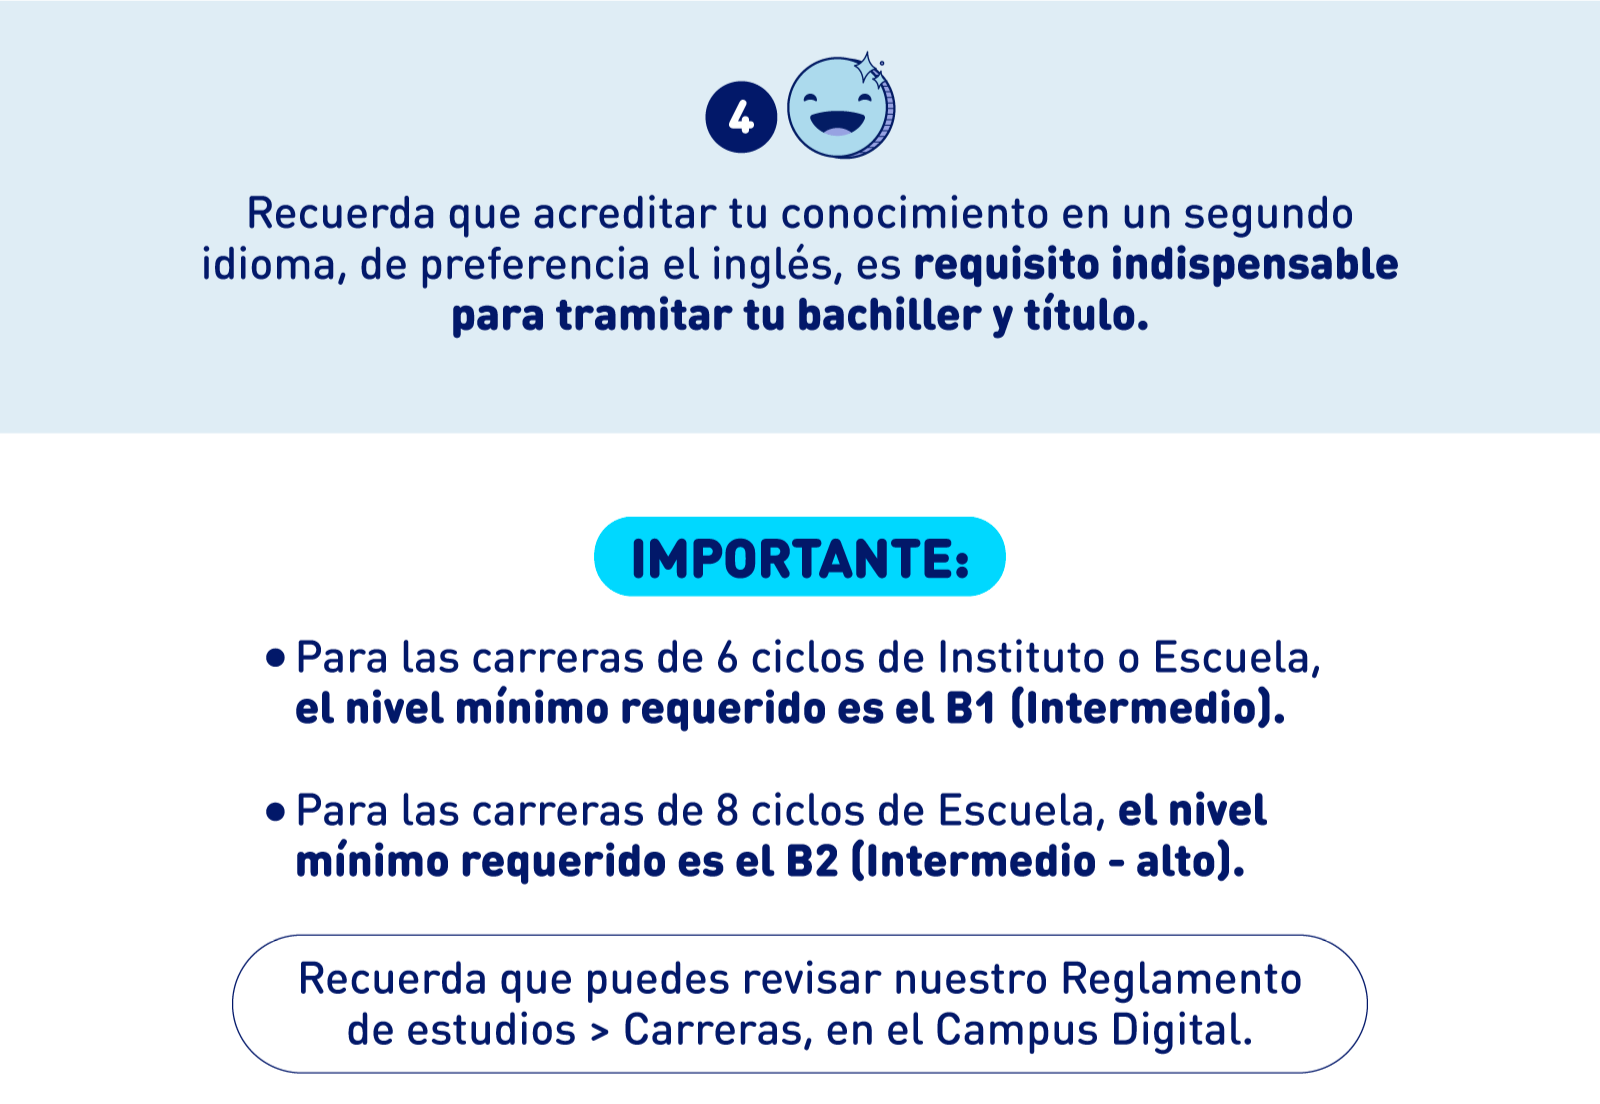 4
Recuerda que acreditar tu conocimiento en un segundo
idioma, de preferencia el inglés, es requisito indispensable
para tramitar tu bachiller y título.
IMPORTANTE:
• Para las carreras de 6 ciclos de Instituto o Escuela,
el nivel mínimo requerido es el B1 (Intermedio).
• Para las carreras de 8 ciclos de Escuela, el nivel
mínimo requerido es el B2 (Intermedio - alto).
Recuerda que puedes revisar nuestro Reglamento
de estudios > Carreras, en el Campus Digital.